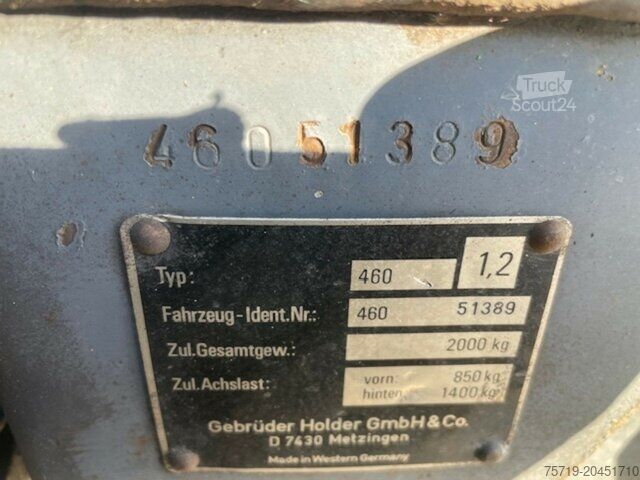 Truck
Scout24
46051389
Typ: 460 1,2
Fahrzeug-Ident.Nr.: 460 51389
Zul.Gesamtgew.: 2000 kg
Zul.Achslast: vorn: 850 kg
hinten: 1400 kg
Gebrüder Holder GmbH & Co.
D 7430 Metzingen
Made in Western Germany
75719-20451710